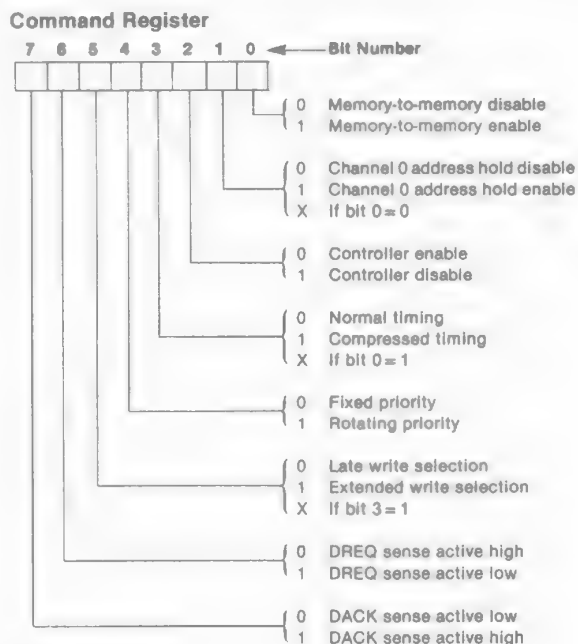 Command Register
7 6 5 4 3 2 1 0 Bit Number
0 Memory-to-memory disable
1 Memory-to-memory enable
0 Channel 0 address hold disable
1 Channel 0 address hold enable
X If bit 0=0
0 Controller enable
1 Controller disable
0 Normal timing
1 Compressed timing
X If bit 0=1
0 Fixed priority
1 Rotating priority
0 Late write selection
1 Extended write selection
X If bit 3=1
0 DREQ sense active high
1 DREQ sense active low
0 DACK sense active low
1 DACK sense active high